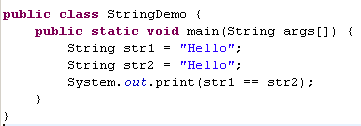 public class StringDemo {
    public static void main(String args[]) {
        String str1 = "Hello";
        String str2 = "Hello";
        System.out.print(str1 == str2);
    }
}